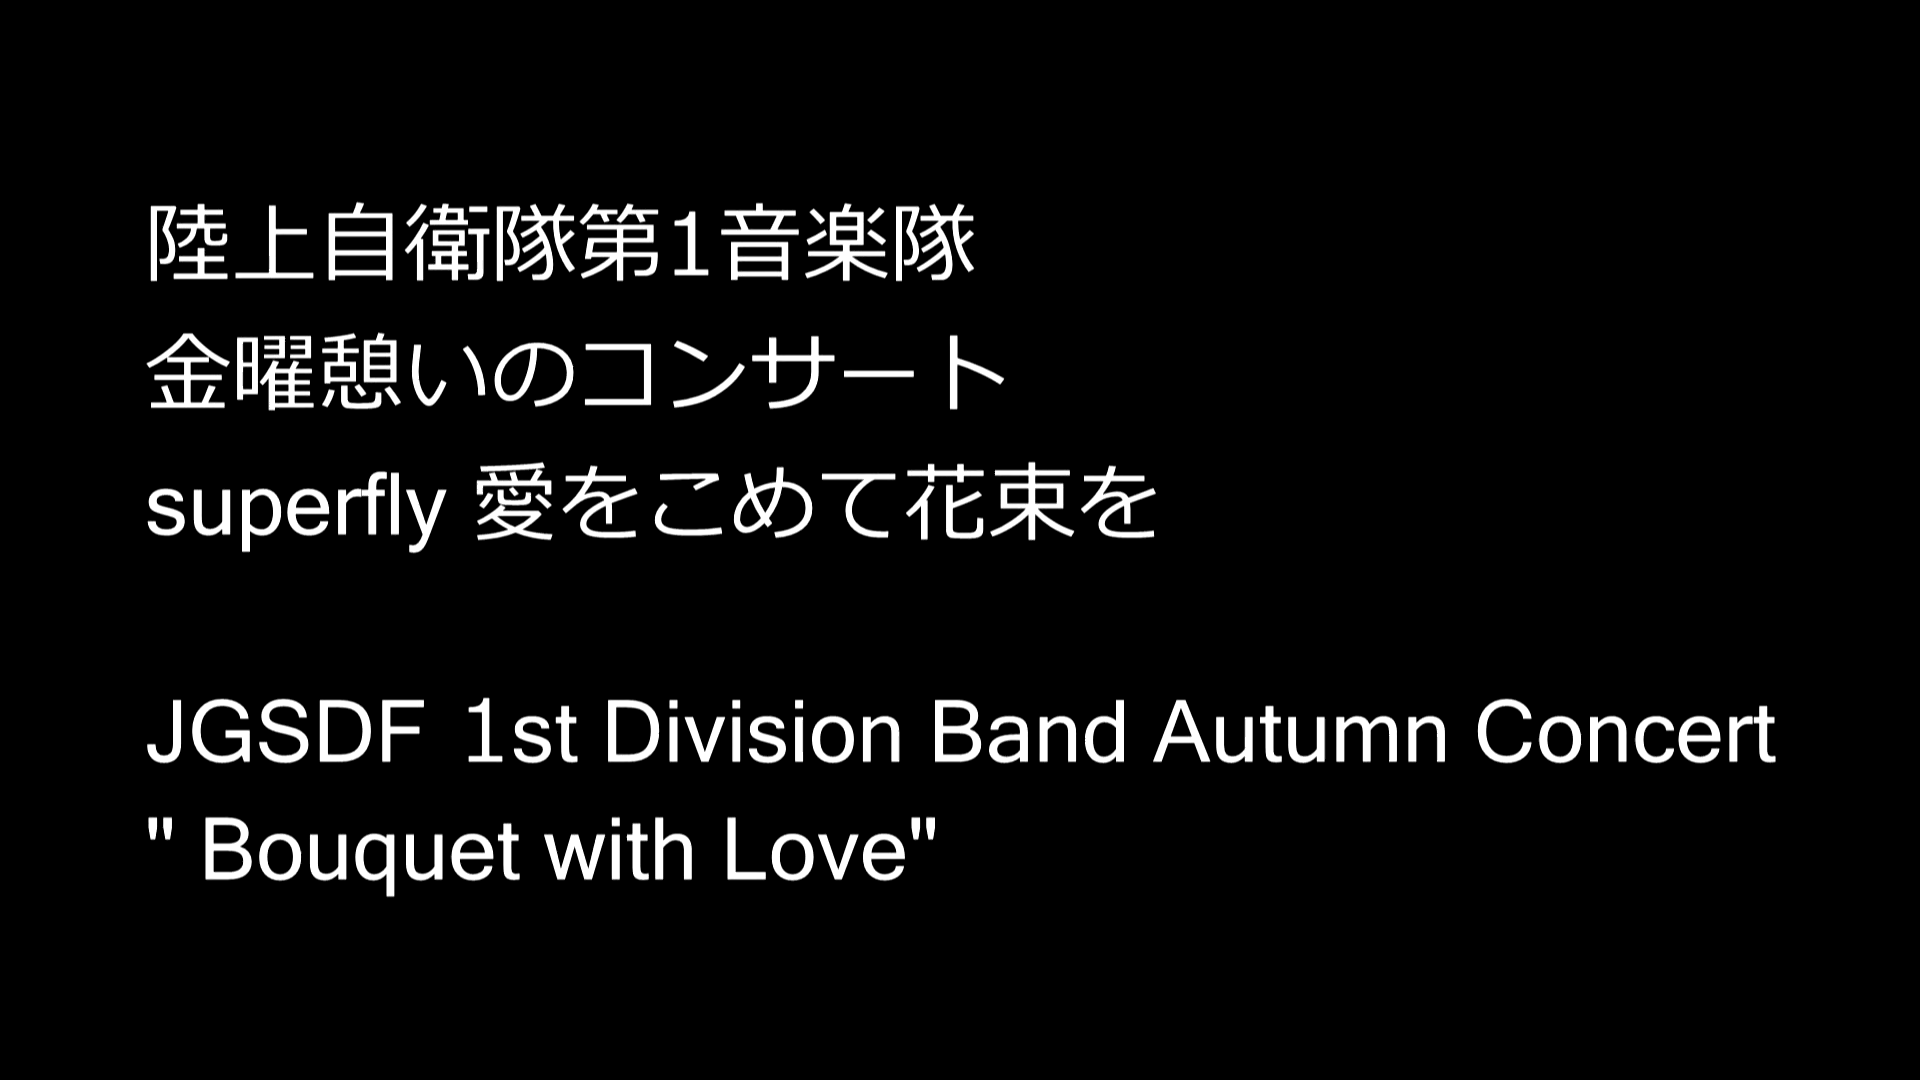 陸上自衛隊第1音楽隊
金曜憩いのコンサート
superfly 愛をこめて花束を
JGSDF 1st Division Band Autumn Concert
" Bouquet with Love"